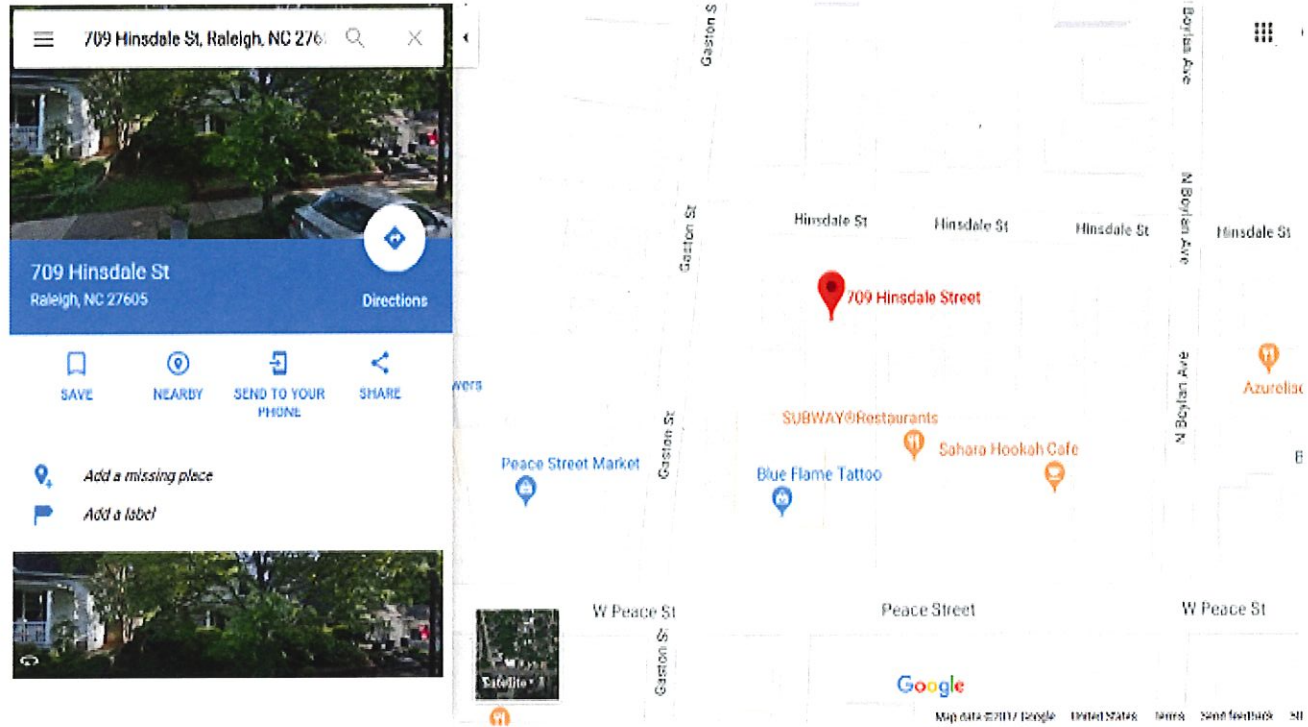 709 Hinsdale St, Raleigh, NC 276
709 Hinsdale St
Raleigh, NC 27605
Directions
SAVE
NEARBY
SEND TO YOUR
PHONE
SHARE
Add a missing place
Add a label
Gaston S
N Boylan Ave
Gaston St
Hinsdale St
Hinsdale St
Hinsdale St
N Boylan Ave
Hinsdale St
709 Hinsdale Street
wers
N Boylan Ave
Azurelise
SUBWAY®Restaurants
Gaston St
Sahara Hookah Cafe
Peace Street Market
Blue Flame Tattoo
B
W Peace St
Peace Street
W Peace St
Gaston St
Satellite
Google
Map data ©2017 Google United States Terms Send feedback 50